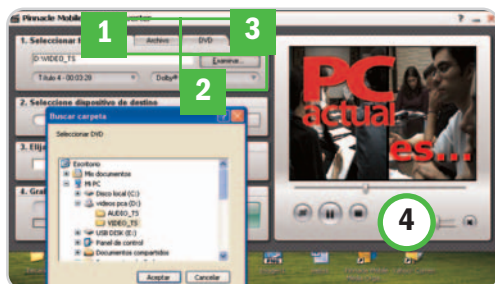 Pinnacle Mobile
1
3
2
4
1. Seleccionar
Archivo
DVD
D:\VIDEO_TS
Examinar...
Título 4 - 00:03:28
Dolby
2. Seleccione dispositivo de destino
Buscar carpeta
Seleccionar DVD
Escritorio
Mis documentos
Mi PC
Disco local (C:)
videos pca (D:)
AUDIO_TS
VIDEO_TS
USB DISK (E:)
Panel de control
Documentos compartidos
Aceptar
Cancelar
3. Elija
PC
actual
es...